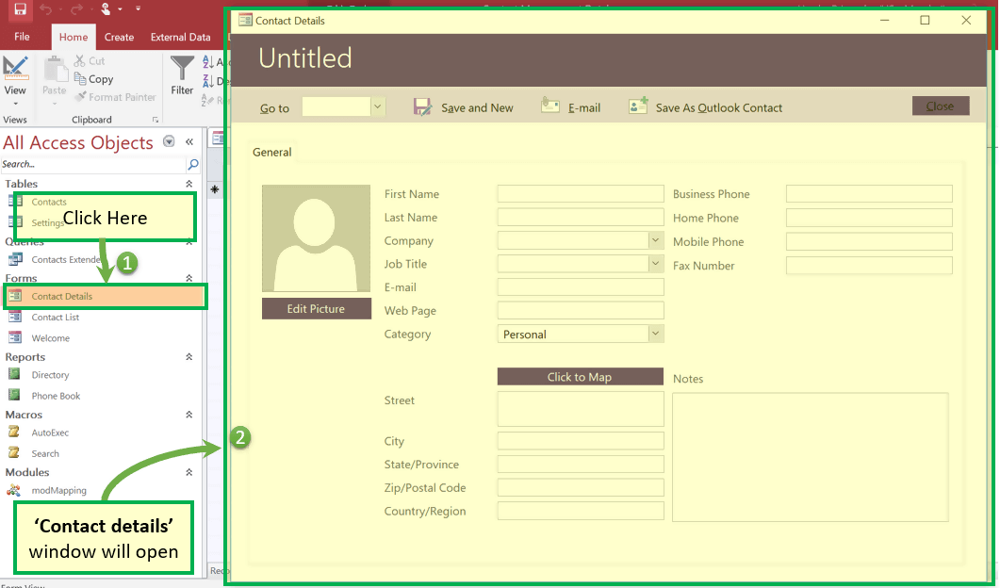 Contact Details
File Home Create External Data
Untitled
View
Paste
Cut
Copy
Format Painter
Filter
Views
Clipboard
Go to
Save and New
E-mail
Save As Outlook Contact
Close
All Access Objects «
Search...
General
Tables
Contacts
Settings
Click Here
Queries
Contacts Extende
1
Forms
Contact Details
Contact List
Welcome
Reports
Directory
Phone Book
Macros
AutoExec
Search
Modules
modMapping
'Contact details'
window will open
2
Edit Picture
First Name
Last Name
Company
Job Title
E-mail
Web Page
Category Personal
Business Phone
Home Phone
Mobile Phone
Fax Number
Click to Map
Notes
Street
City
State/Province
Zip/Postal Code
Country/Region